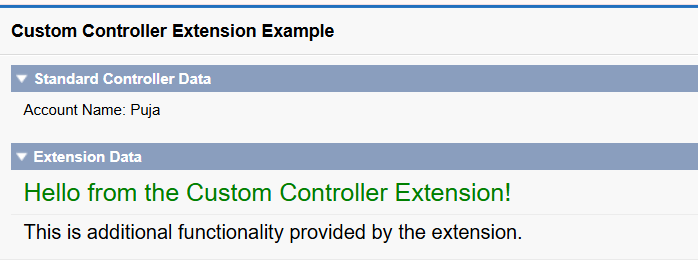 Custom Controller Extension Example
Standard Controller Data
Account Name: Puja
Extension Data
Hello from the Custom Controller Extension!
This is additional functionality provided by the extension.